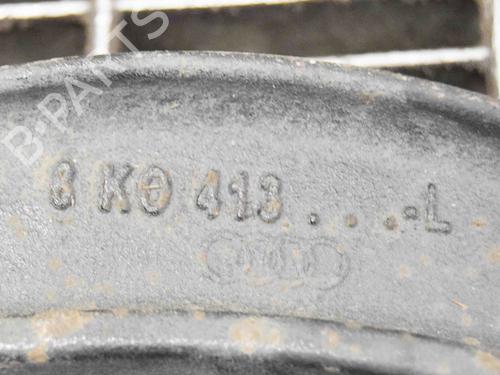 B-PARTS
8 K0 413 . . . .-L